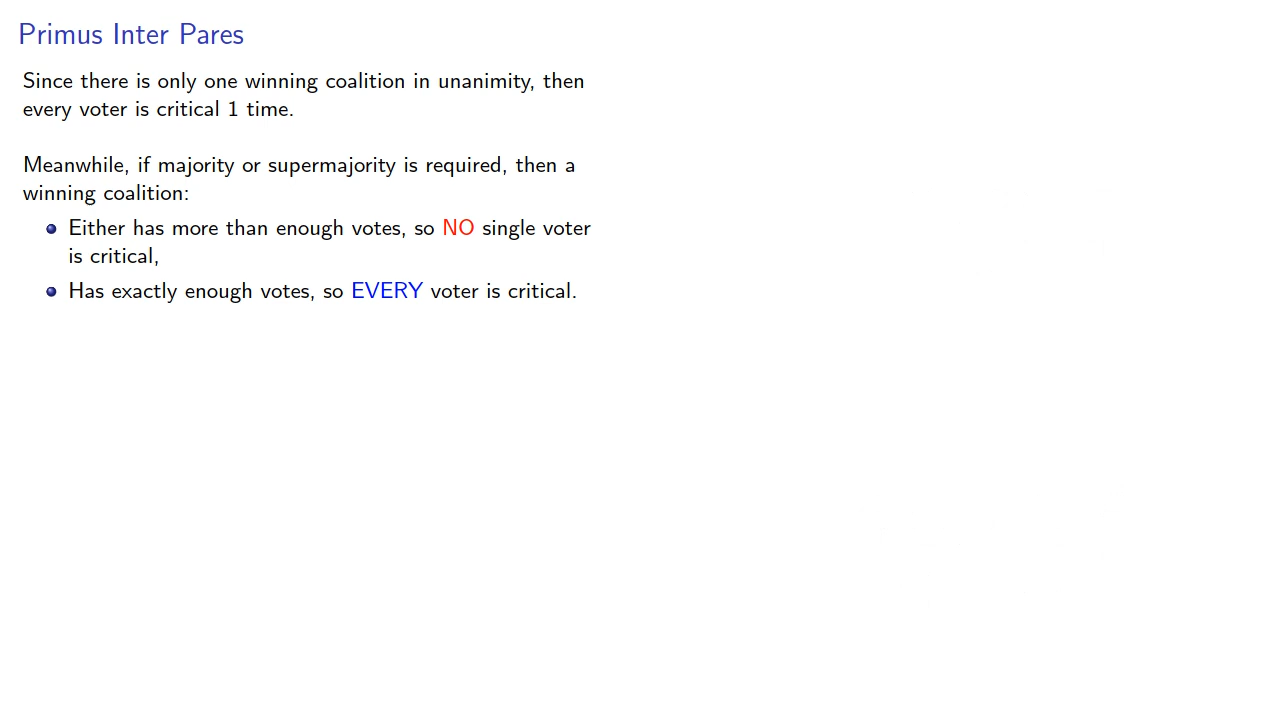 Primus Inter Pares
Since there is only one winning coalition in unanimity, then
every voter is critical 1 time.
Meanwhile, if majority or supermajority is required, then a
winning coalition:
Either has more than enough votes, so NO single voter
is critical,
Has exactly enough votes, so EVERY voter is critical.